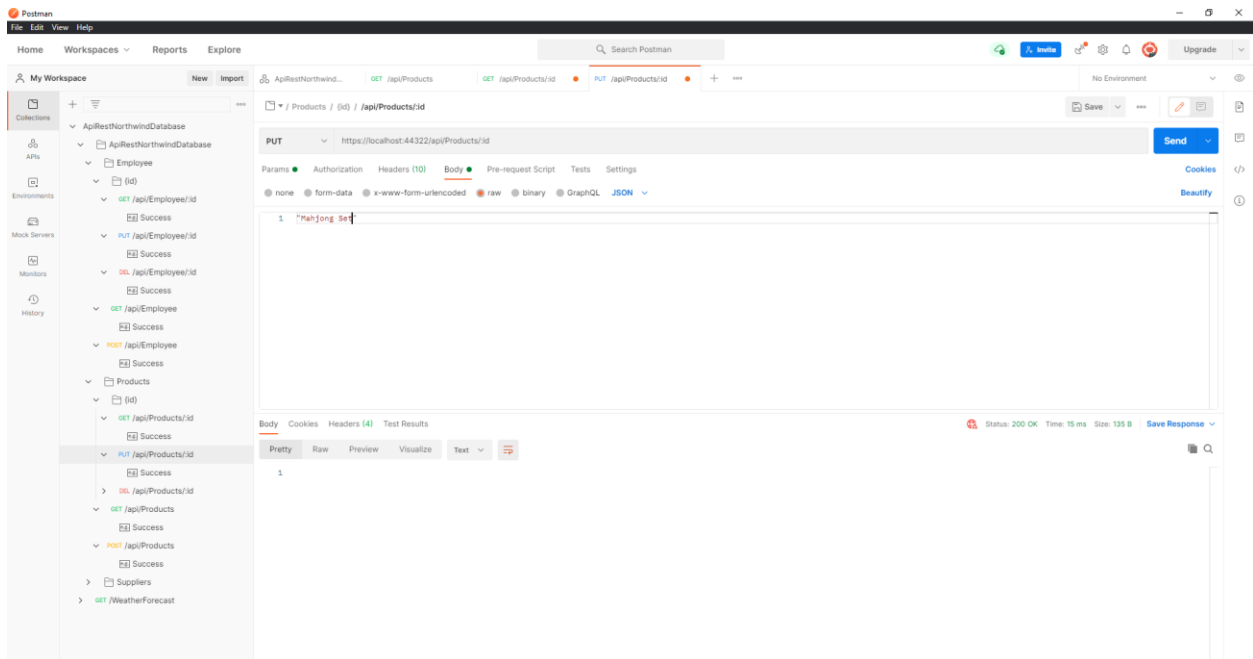 Postman
File Edit View Help
Home Workspaces Reports Explore Search Postman Invite Upgrade
My Workspace New Import ApiRestNorthwind... GET /api/Products GET /api/Products/:id PUT /api/Products/:id No Environment
Collections
APIs
Environments
Mock Servers
Monitors
History
ApiRestNorthwindDatabase
ApiRestNorthwindDatabase
Employee
{id}
GET /api/Employee/:id
Success
PUT /api/Employee/:id
Success
DEL /api/Employee/:id
Success
GET /api/Employee
Success
POST /api/Employee
Success
Products
{id}
GET /api/Products/:id
Success
PUT /api/Products/:id
Success
DEL /api/Products/:id
GET /api/Products
Success
POST /api/Products
Success
Suppliers
GET /WeatherForecast
/ Products / {id} / /api/Products/:id Save
PUT https://localhost:44322/api/Products/:id Send
Params Authorization Headers (10) Body Pre-request Script Tests Settings Cookies
none form-data x-www-form-urlencoded raw binary GraphQL JSON Beautify
1 "Mahjong Set"
Body Cookies Headers (4) Test Results Status: 200 OK Time: 15 ms Size: 135 B Save Response
Pretty Raw Preview Visualize Text
1